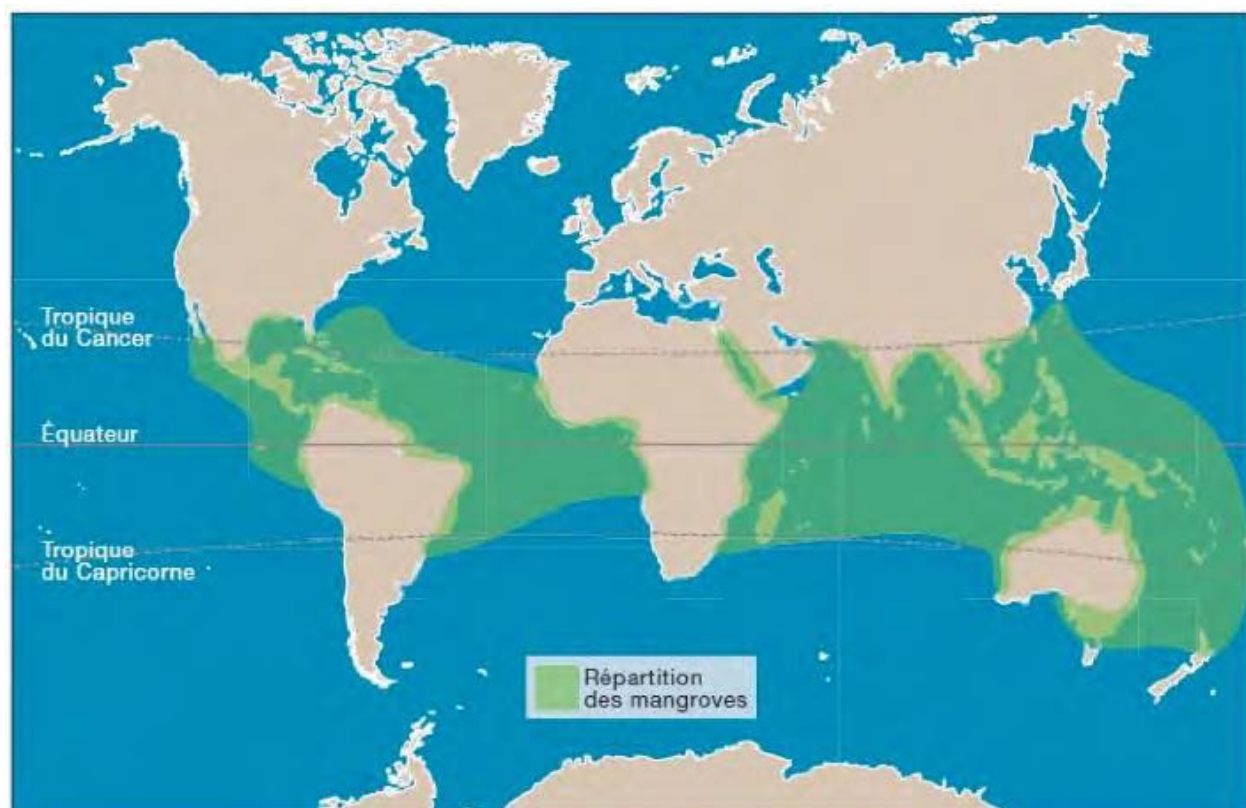 Tropique
du Cancer
Équateur
Tropique
du Capricorne
Répartition
des mangroves